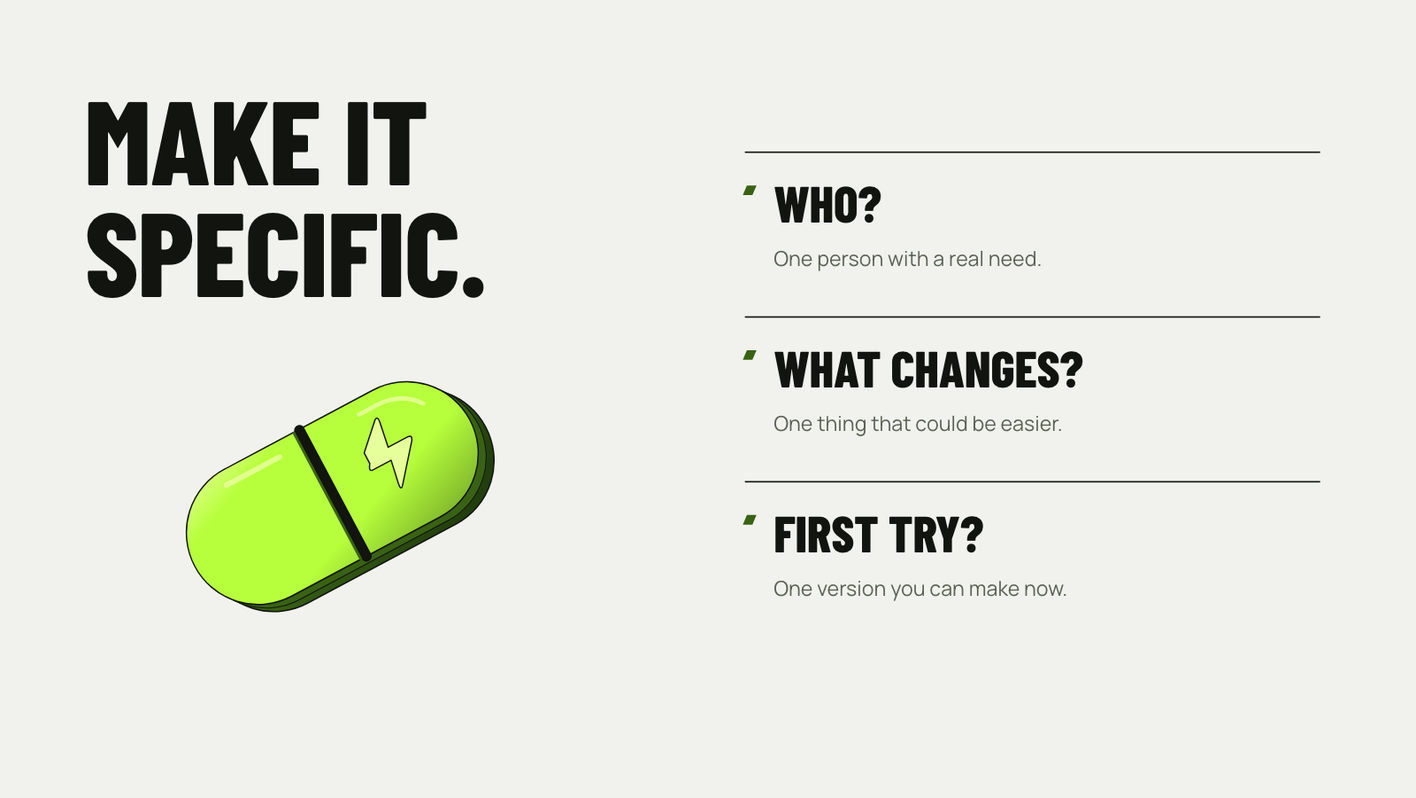 MAKE IT
SPECIFIC.
WHO?
One person with a real need.
WHAT CHANGES?
One thing that could be easier.
FIRST TRY?
One version you can make now.